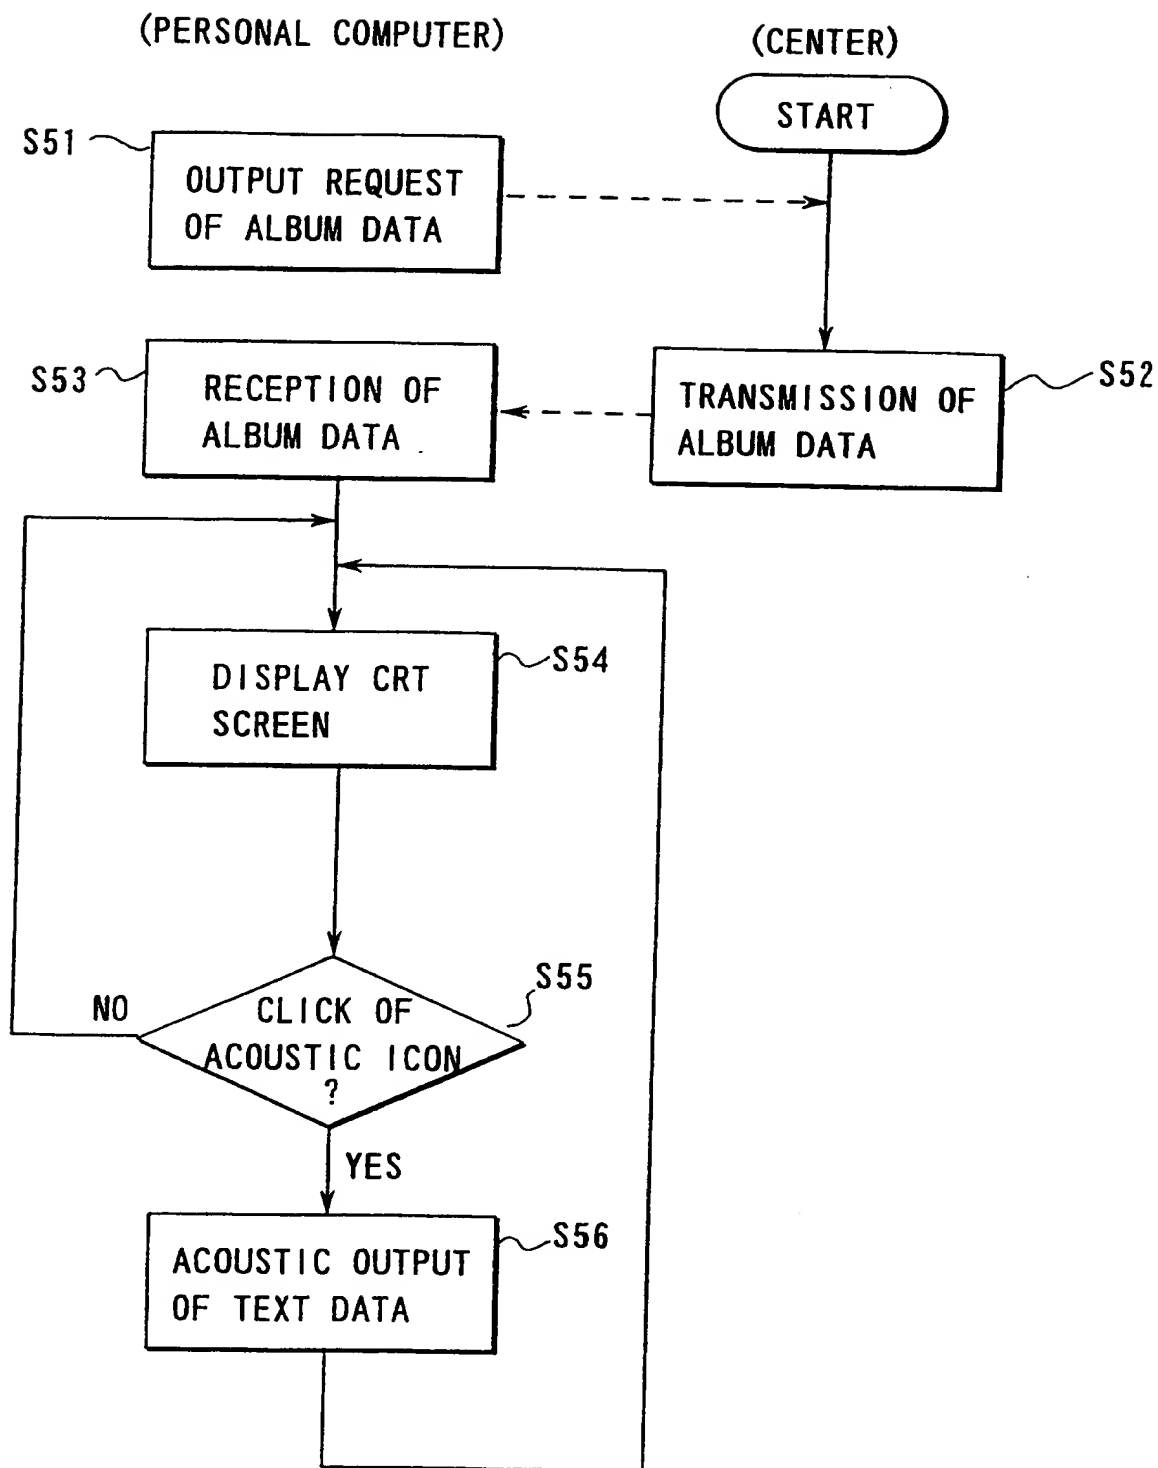 (PERSONAL COMPUTER)
(CENTER)
START
S51
OUTPUT REQUEST
OF ALBUM DATA
S53
RECEPTION OF
ALBUM DATA
TRANSMISSION OF
ALBUM DATA
S52
DISPLAY CRT
SCREEN
S54
S55
NO
CLICK OF
ACOUSTIC ICON
?
YES
S56
ACOUSTIC OUTPUT
OF TEXT DATA